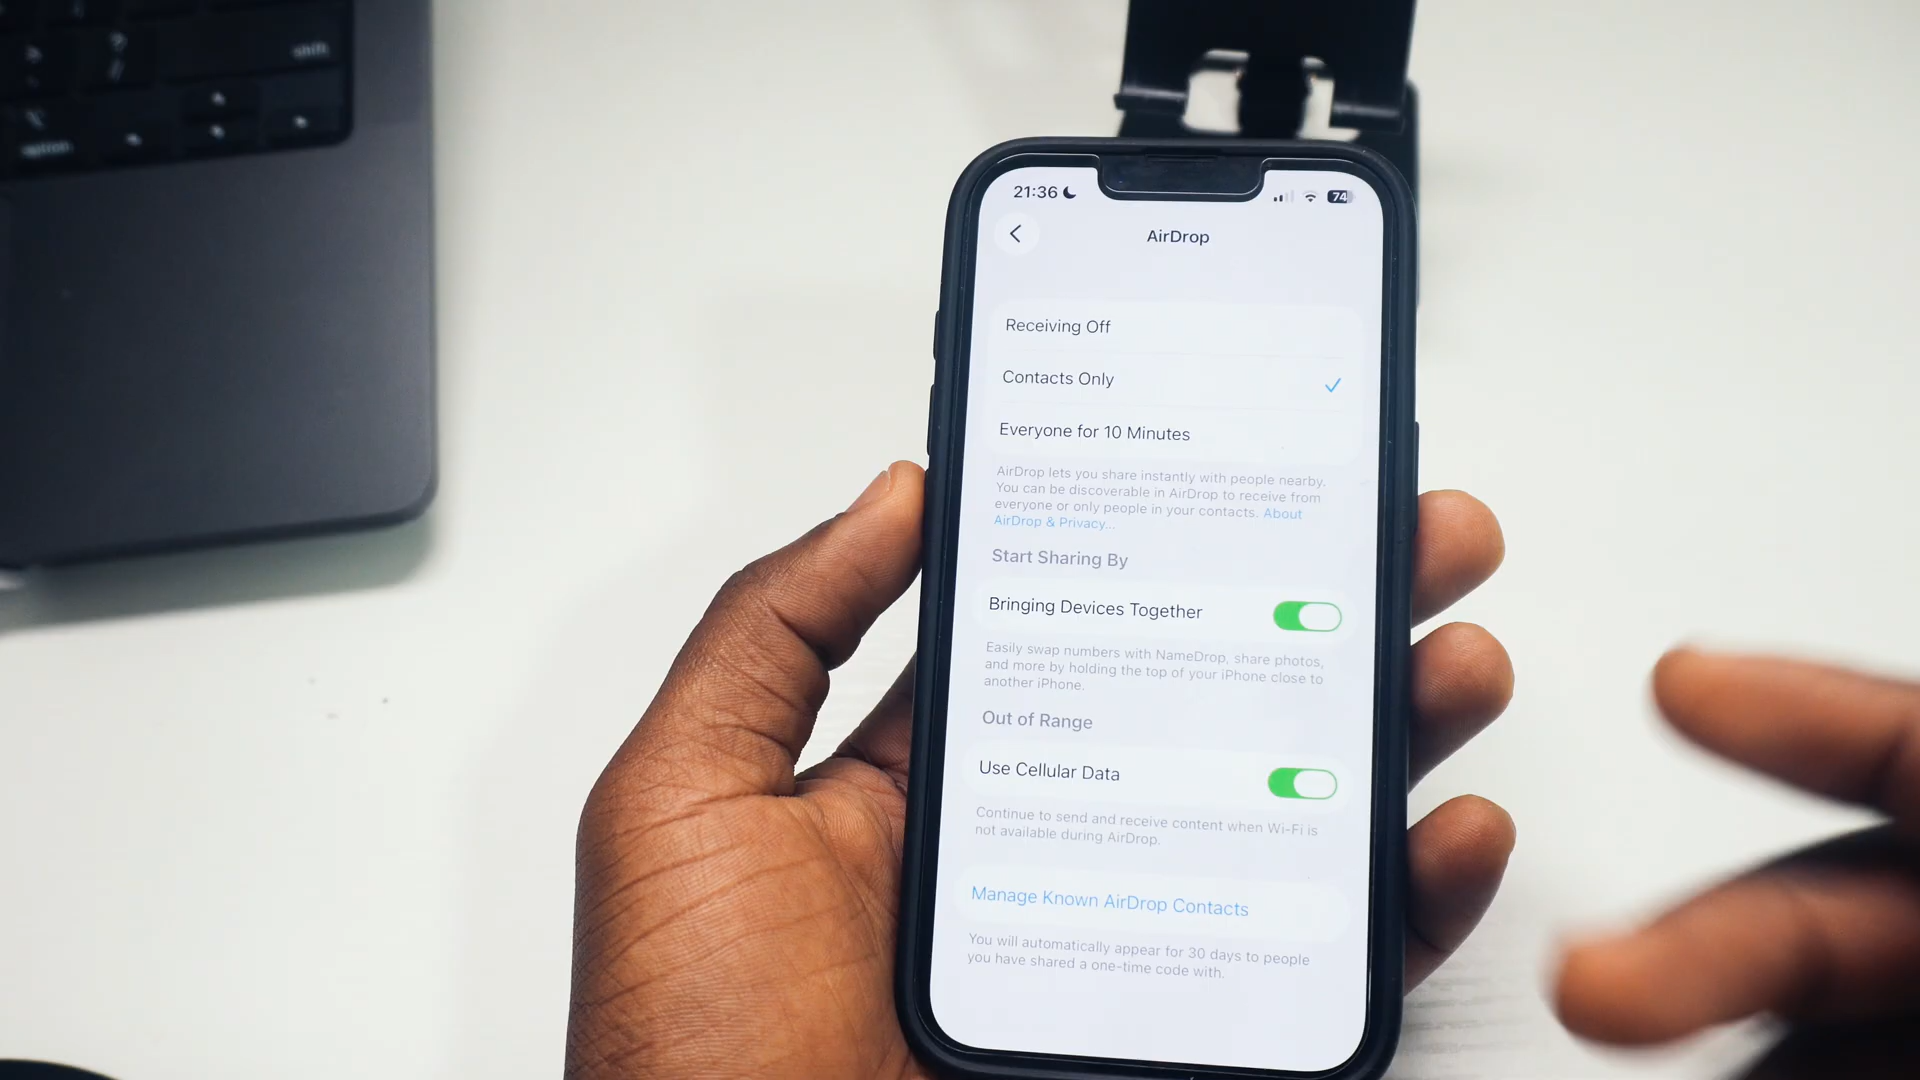 ?
/
shift
option
21:36
74
AirDrop
Receiving Off
Contacts Only
Everyone for 10 Minutes
AirDrop lets you share instantly with people nearby.
You can be discoverable in AirDrop to receive from
everyone or only people in your contacts. About
AirDrop & Privacy...
Start Sharing By
Bringing Devices Together
Easily swap numbers with NameDrop, share photos,
and more by holding the top of your iPhone close to
another iPhone.
Out of Range
Use Cellular Data
Continue to send and receive content when Wi-Fi is
not available during AirDrop.
Manage Known AirDrop Contacts
You will automatically appear for 30 days to people
you have shared a one-time code with.